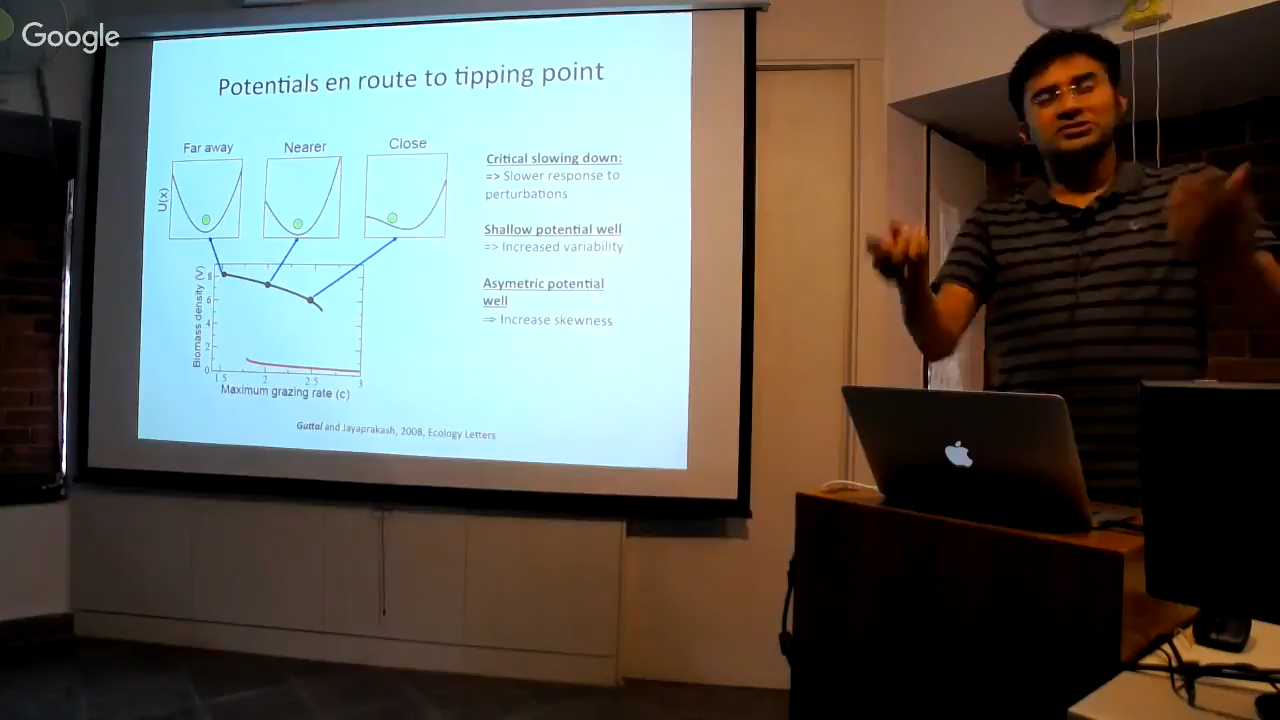 Google
Potentials en route to tipping point
Far away
Nearer
Close
U(x)
Critical slowing down:
=> Slower response to
perturbations
Shallow potential well
=> Increased variability
Asymetric potential
well
⇒ Increase skewness
Biomass density (V)
8
6
4
2
0
1.5 2 2.5 3
Maximum grazing rate (c)
Guttal and Jayaprakash, 2008, Ecology Letters